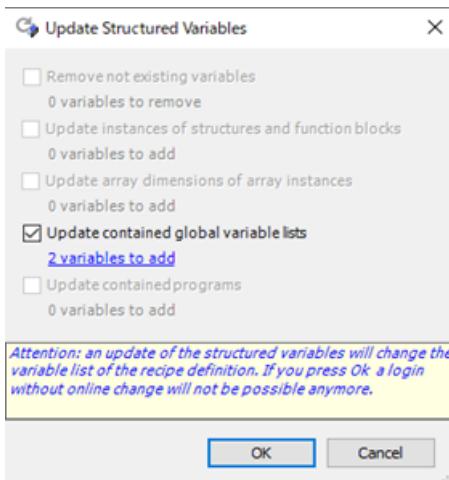 Update Structured Variables
Remove not existing variables
0 variables to remove
Update instances of structures and function blocks
0 variables to add
Update array dimensions of array instances
0 variables to add
Update contained global variable lists
2 variables to add
Update contained programs
0 variables to add
Attention: an update of the structured variables will change the
variable list of the recipe definition. If you press Ok a login
without online change will not be possible anymore.
OK
Cancel